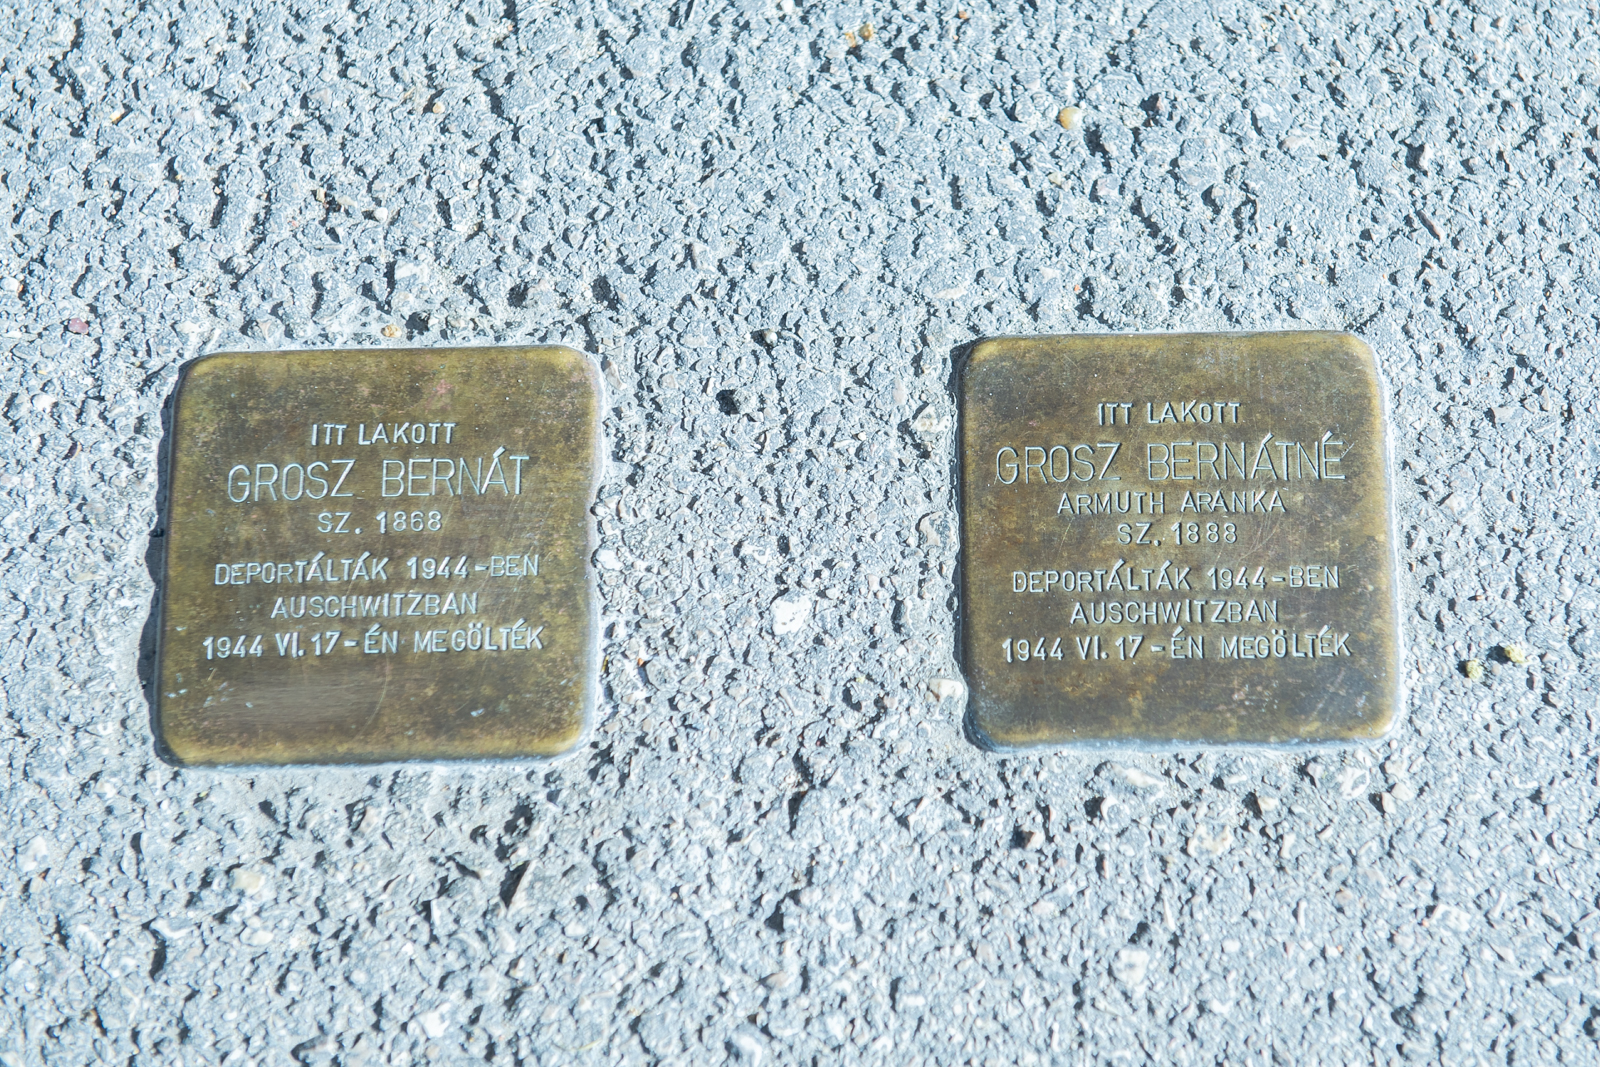 ITT LAKOTT
GROSZ BERNÁT
SZ. 1868
DEPORTÁLTÁK 1944-BEN
AUSCHWITZBAN
1944 VI. 17-ÉN MEGÖLTÉK
ITT LAKOTT
GROSZ BERNÁTNÉ
ARMUTH ARANKA
SZ. 1888
DEPORTÁLTÁK 1944-BEN
AUSCHWITZBAN
1944 VI. 17-ÉN MEGÖLTÉK